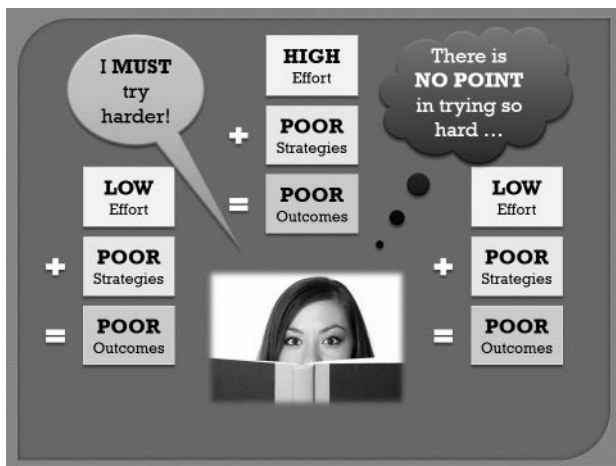 I MUST
try
harder!
HIGH
Effort
+
POOR
Strategies
=
POOR
Outcomes
There is
NO POINT
in trying so
hard ...
LOW
Effort
+
POOR
Strategies
=
POOR
Outcomes
LOW
Effort
+
POOR
Strategies
=
POOR
Outcomes